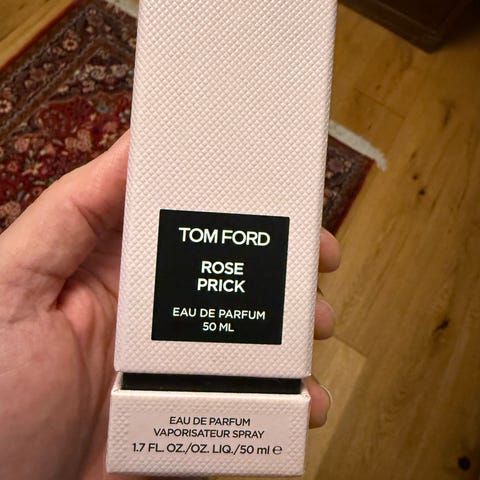 TOM FORD
ROSE
PRICK
EAU DE PARFUM
50 ML
EAU DE PARFUM
VAPORISATEUR SPRAY
1.7 FL. OZ./OZ. LIQ./50 ml ℮